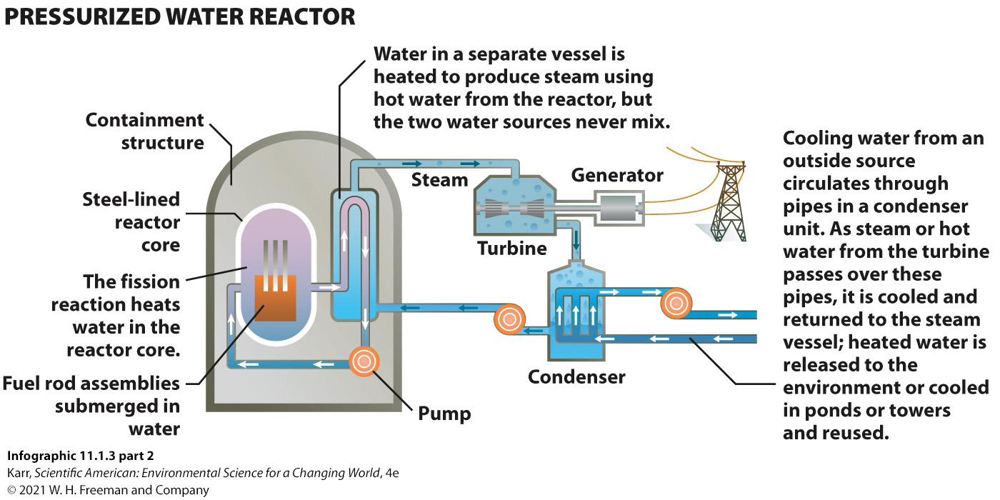 PRESSURIZED WATER REACTOR
Water in a separate vessel is
heated to produce steam using
hot water from the reactor, but
the two water sources never mix.
Containment
structure
Steel-lined
reactor
core
The fission
reaction heats
water in the
reactor core.
Fuel rod assemblies
submerged in
water
Steam
Turbine
Generator
Condenser
Pump
Cooling water from an
outside source
circulates through
pipes in a condenser
unit. As steam or hot
water from the turbine
passes over these
pipes, it is cooled and
returned to the steam
vessel; heated water is
released to the
environment or cooled
in ponds or towers
and reused.
Infographic 11.1.3 part 2
Karr, Scientific American: Environmental Science for a Changing World, 4e
© 2021 W. H. Freeman and Company